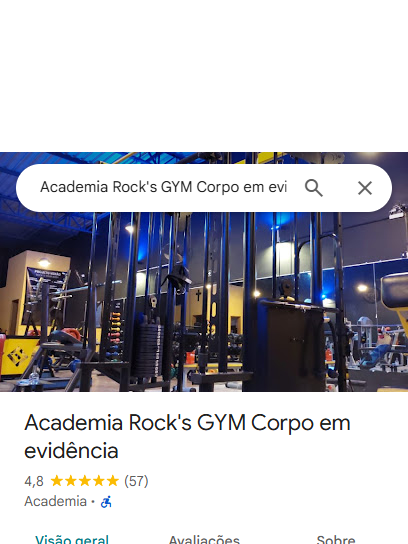 Academia Rock's GYM Corpo em evi
Academia Rock's GYM Corpo em
evidência
4,8 (57)
Academia ·
Visão geral Avaliações Sobre